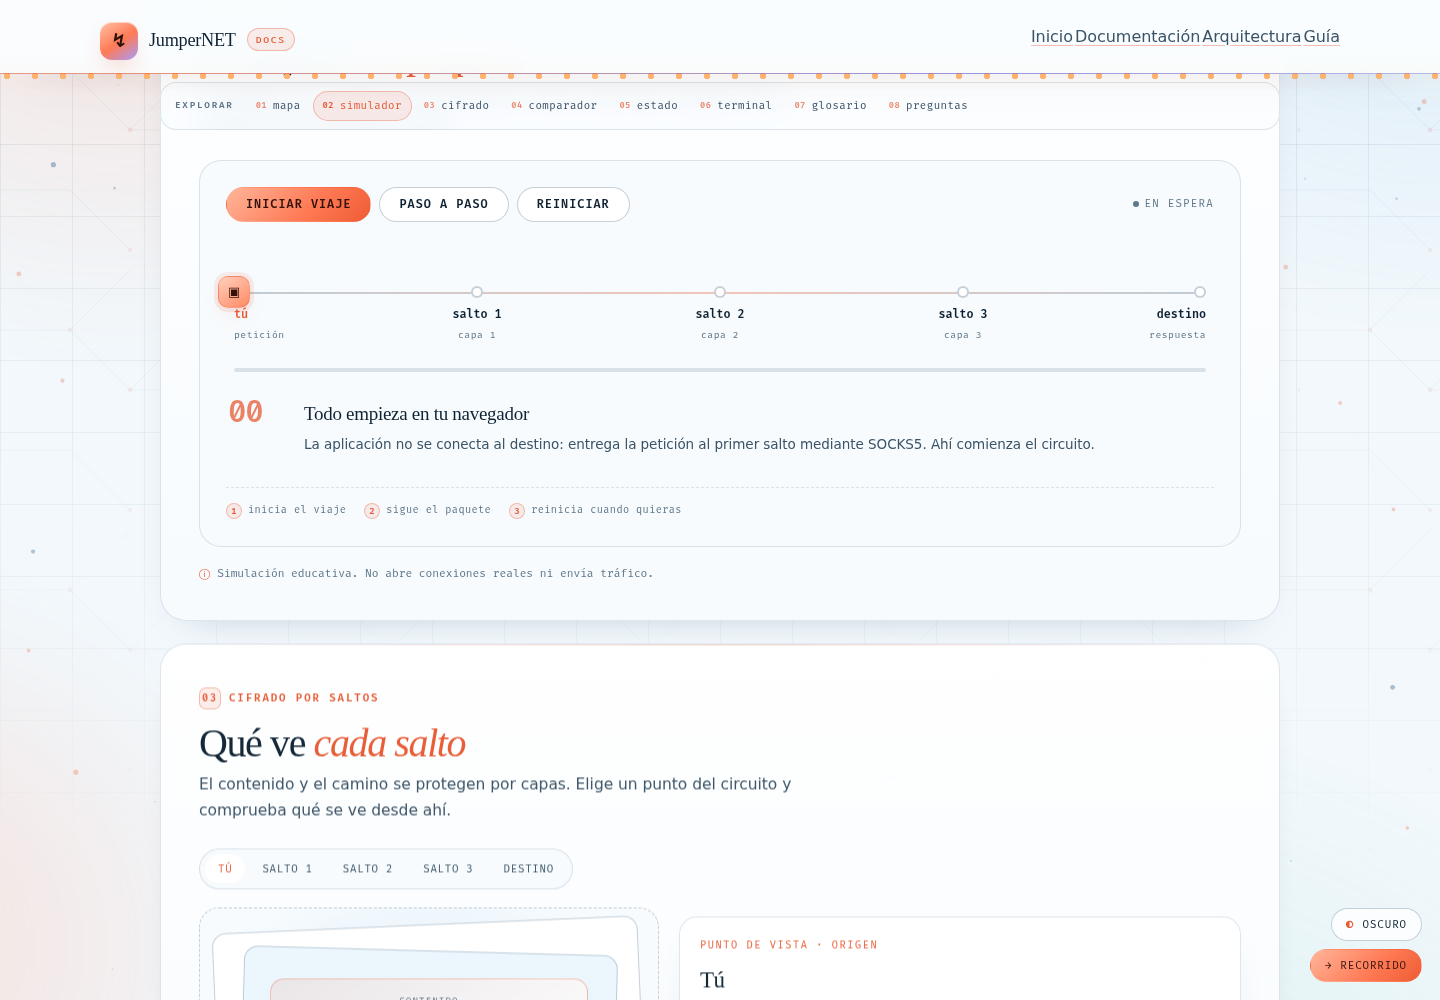 JumperNET DOCS
Inicio Documentación Arquitectura Guía
EXPLORAR 01 mapa 02 simulador 03 cifrado 04 comparador 05 estado 06 terminal 07 glosario 08 preguntas
INICIAR VIAJE PASO A PASO REINICIAR EN ESPERA
tú salto 1 salto 2 salto 3 destino
petición capa 1 capa 2 capa 3 respuesta
00 Todo empieza en tu navegador
La aplicación no se conecta al destino: entrega la petición al primer salto mediante SOCKS5. Ahí comienza el circuito.
1 inicia el viaje 2 sigue el paquete 3 reinicia cuando quieras
Simulación educativa. No abre conexiones reales ni envía tráfico.
03 CIFRADO POR SALTOS
Qué ve cada salto
El contenido y el camino se protegen por capas. Elige un punto del circuito y
comprueba qué se ve desde ahí.
TÚ SALTO 1 SALTO 2 SALTO 3 DESTINO
PUNTO DE VISTA · ORIGEN
Tú
CONTENIDO
OSCURO
→ RECORRIDO